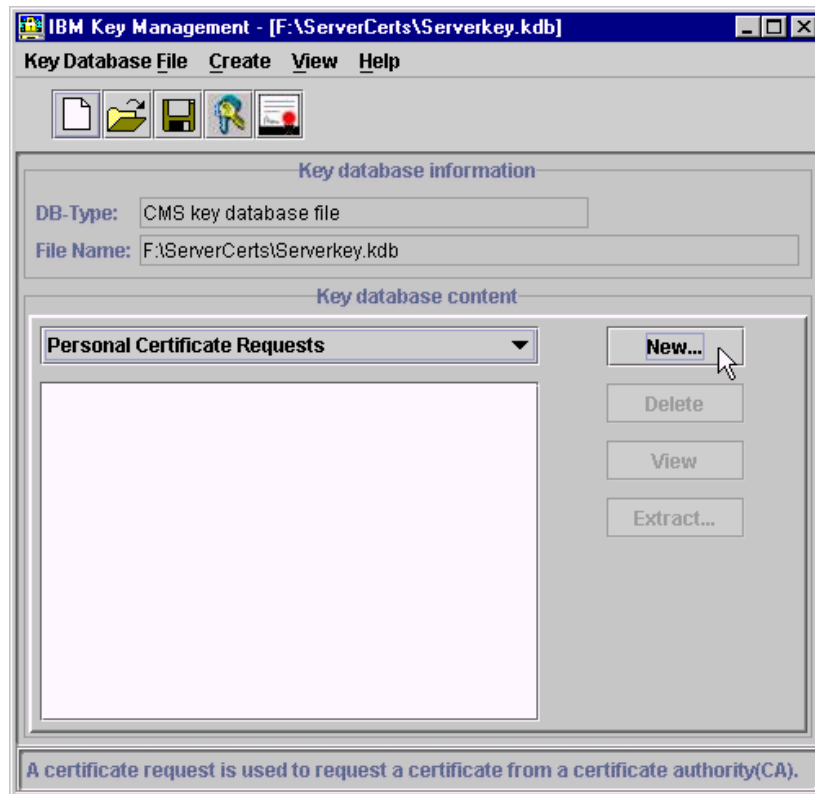 IBM Key Management - [F:\ServerCerts\Serverkey.kdb]
Key Database File Create View Help
Key database information
DB-Type: CMS key database file
File Name: F:\ServerCerts\Serverkey.kdb
Key database content
Personal Certificate Requests
New...
Delete
View
Extract...
A certificate request is used to request a certificate from a certificate authority(CA).